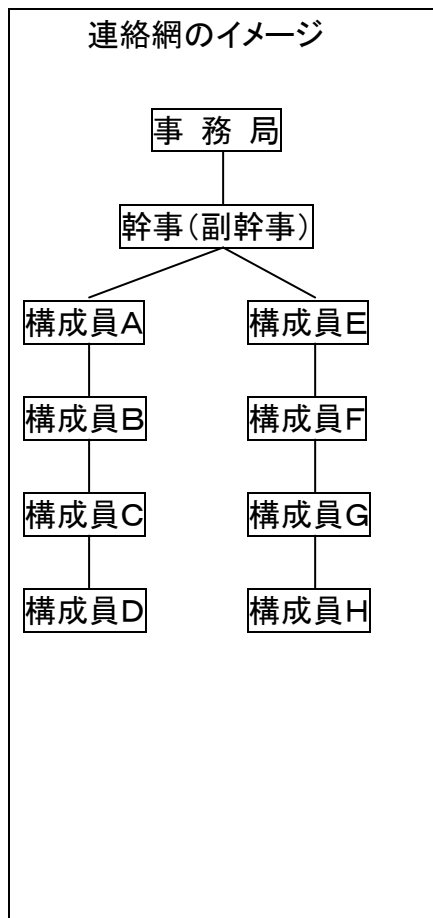 連絡網のイメージ
事 務 局
幹事(副幹事)
構成員A 構成員E
構成員B 構成員F
構成員C 構成員G
構成員D 構成員H